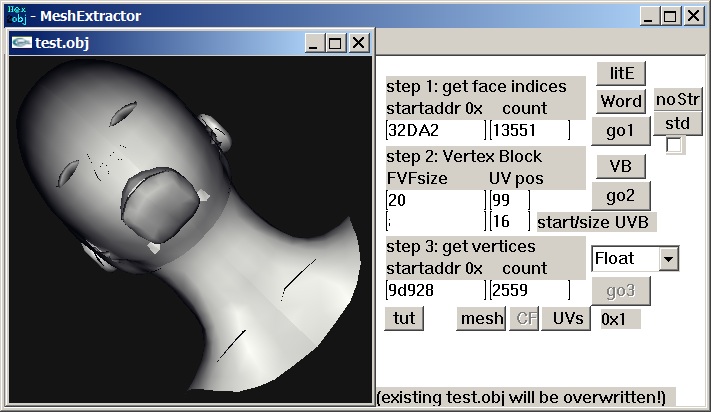 Hex
obj
- MeshExtractor
test.obj
step 1: get face indices
startaddr 0x count
32DA2 13551
litE
Word
go1
noStr
std
step 2: Vertex Block
FVFsize UV pos
20 99
; 16 start/size UVB
VB
go2
step 3: get vertices
startaddr 0x count
9d928 2559
Float
go3
tut mesh CF UVs 0x1
(existing test.obj will be overwritten!)